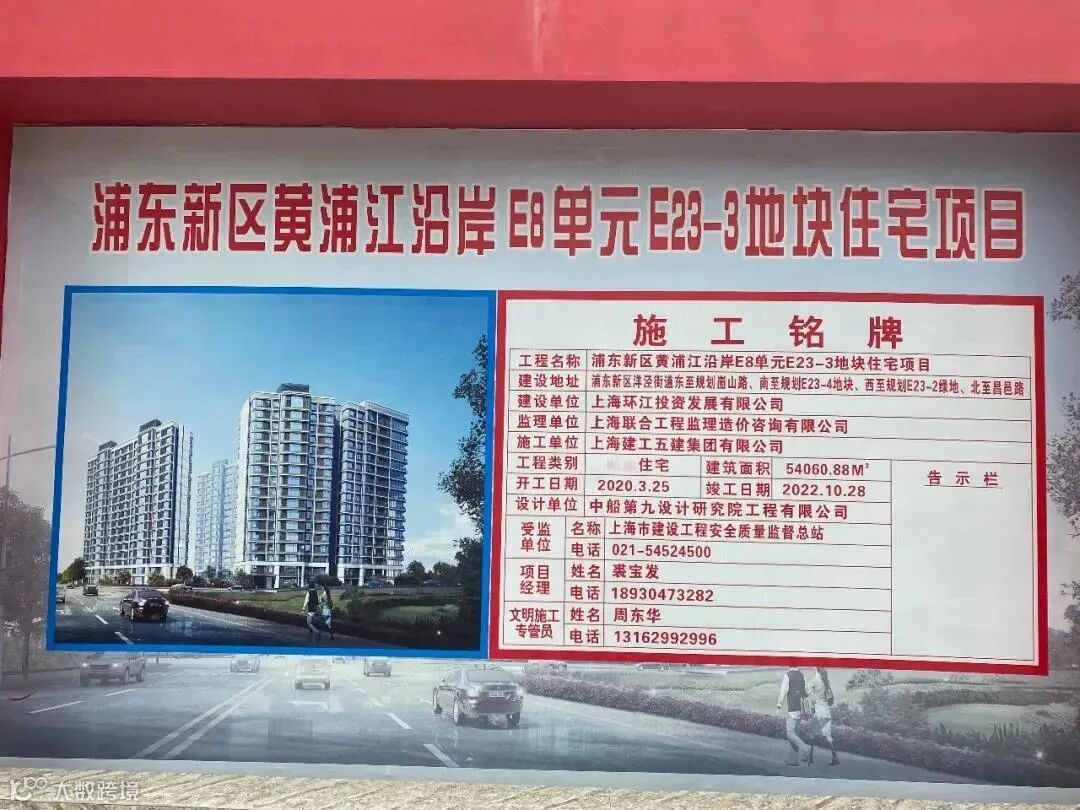 浦东新区黄浦江沿岸E8单元E23-3地块住宅项目
施工铭牌
工程名称 浦东新区黄浦江沿岸E8单元E23-3地块住宅项目
建设地址 浦东新区洋泾街道东至规划崮山路、南至规划E23-4地块、西至规划E23-2绿地、北至昌邑路
建设单位 上海环江投资发展有限公司
监理单位 上海联合工程监理造价咨询有限公司
施工单位 上海建工五建集团有限公司
工程类别 住宅 建筑面积 54060.88M²
开工日期 2020.3.25 竣工日期 2022.10.28
设计单位 中船第九设计研究院工程有限公司
受监单位 名称 上海市建设工程安全质量监督总站
电话 021-54524500
项目经理 姓名 裘宝发
电话 18930473282
文明施工专管员 姓名 周东华
电话 13162992996
告示栏
大数跨境